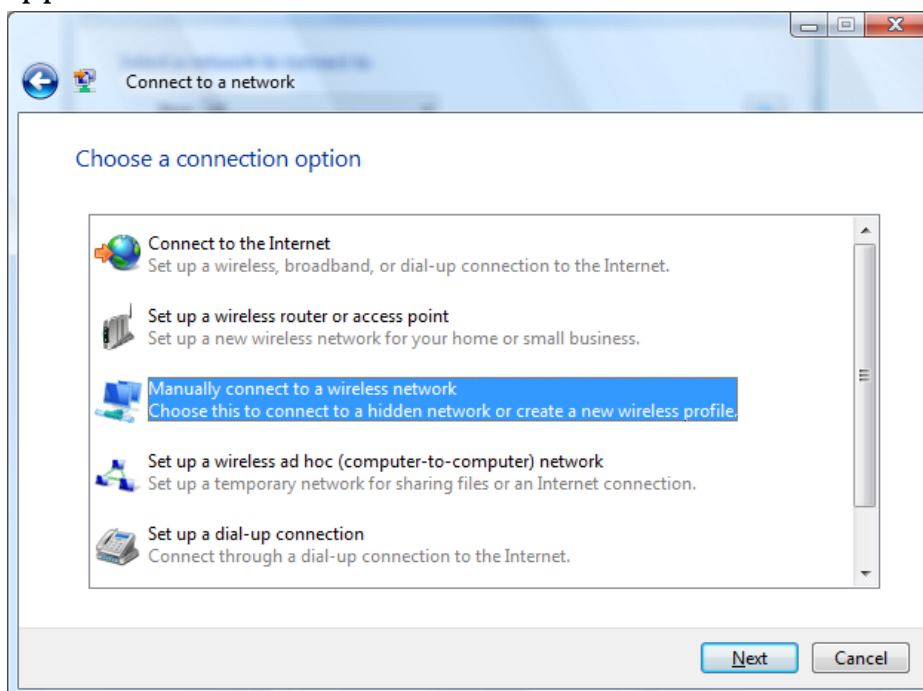 Connect to a network
Choose a connection option
Connect to the Internet
Set up a wireless, broadband, or dial-up connection to the Internet.
Set up a wireless router or access point
Set up a new wireless network for your home or small business.
Manually connect to a wireless network
Choose this to connect to a hidden network or create a new wireless profile.
Set up a wireless ad hoc (computer-to-computer) network
Set up a temporary network for sharing files or an Internet connection.
Set up a dial-up connection
Connect through a dial-up connection to the Internet.
Next Cancel